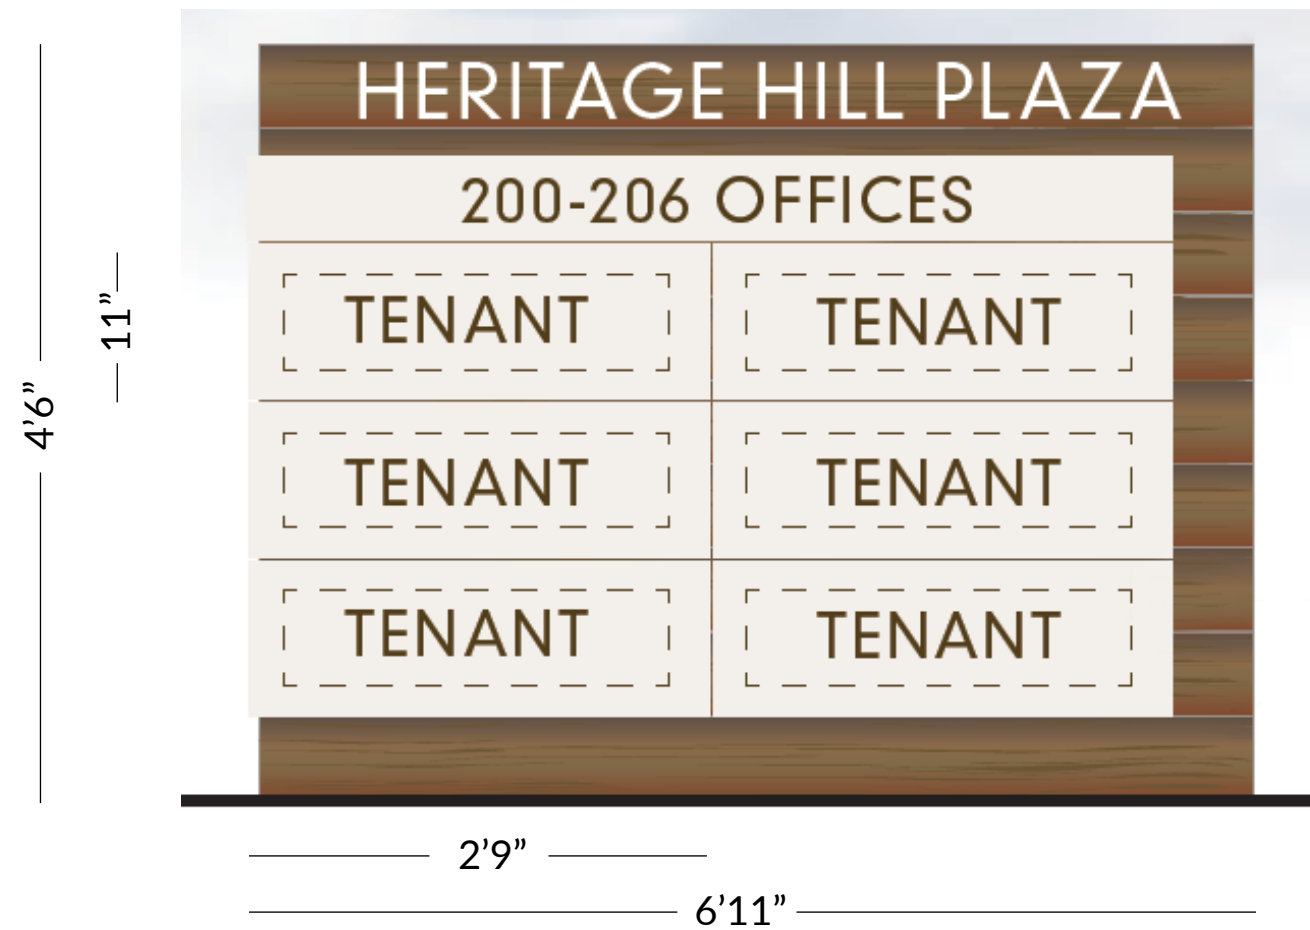 HERITAGE HILL PLAZA
200-206 OFFICES
11”
TENANT TENANT
4’6”
TENANT TENANT
TENANT TENANT
2’9”
6’11”